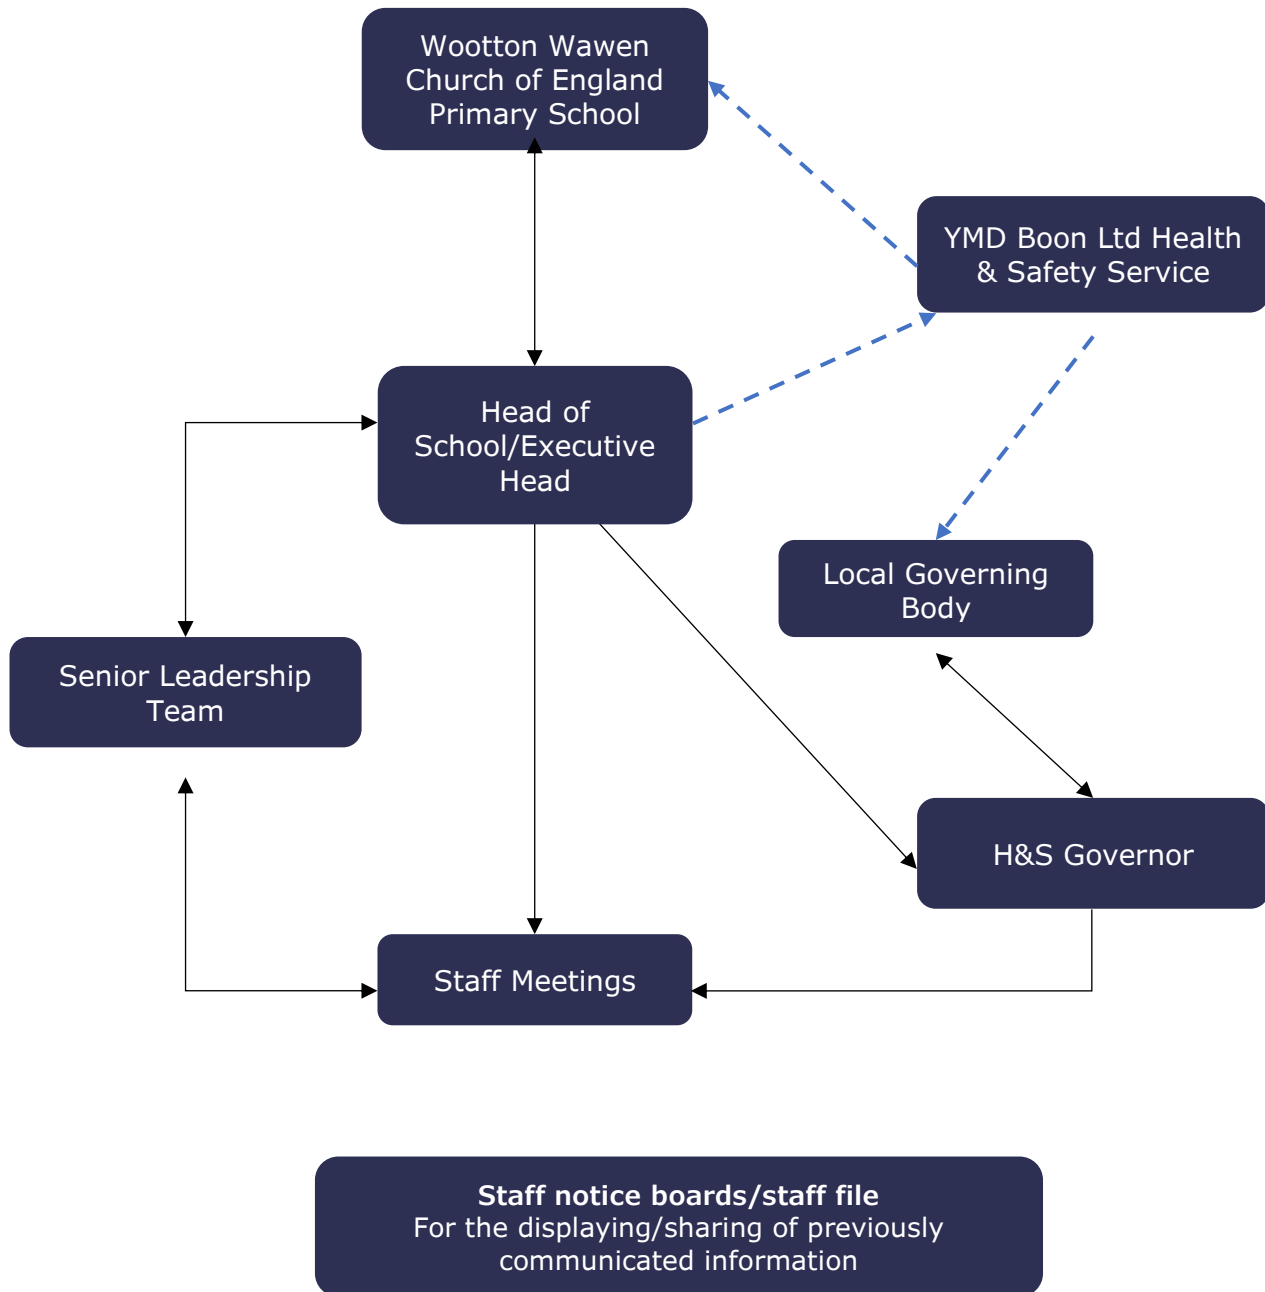 Wootton Wawen
Church of England
Primary School
YMD Boon Ltd Health
& Safety Service
Head of
School/Executive
Head
Local Governing
Body
Senior Leadership
Team
H&S Governor
Staff Meetings
Staff notice boards/staff file
For the displaying/sharing of previously
communicated information